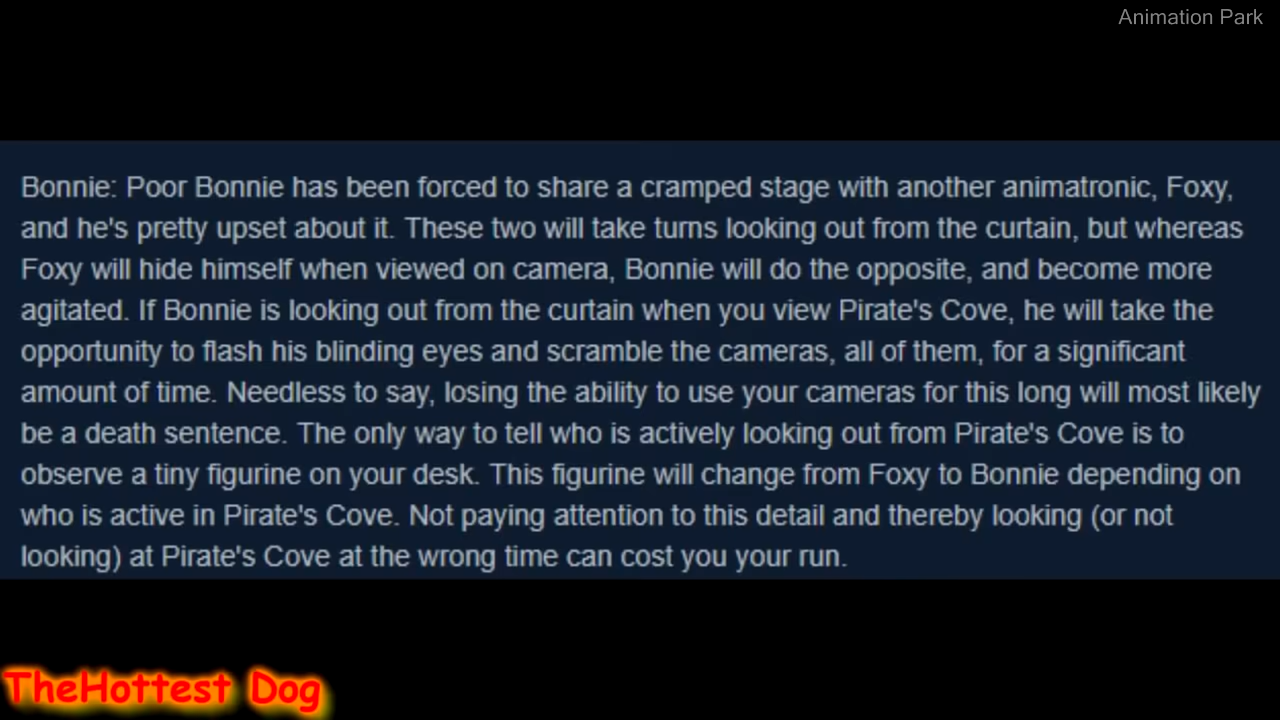 Animation Park
Bonnie: Poor Bonnie has been forced to share a cramped stage with another animatronic, Foxy,
and he's pretty upset about it. These two will take turns looking out from the curtain, but whereas
Foxy will hide himself when viewed on camera, Bonnie will do the opposite, and become more
agitated. If Bonnie is looking out from the curtain when you view Pirate's Cove, he will take the
opportunity to flash his blinding eyes and scramble the cameras, all of them, for a significant
amount of time. Needless to say, losing the ability to use your cameras for this long will most likely
be a death sentence. The only way to tell who is actively looking out from Pirate's Cove is to
observe a tiny figurine on your desk. This figurine will change from Foxy to Bonnie depending on
who is active in Pirate's Cove. Not paying attention to this detail and thereby looking (or not
looking) at Pirate's Cove at the wrong time can cost you your run.
TheHottest Dog